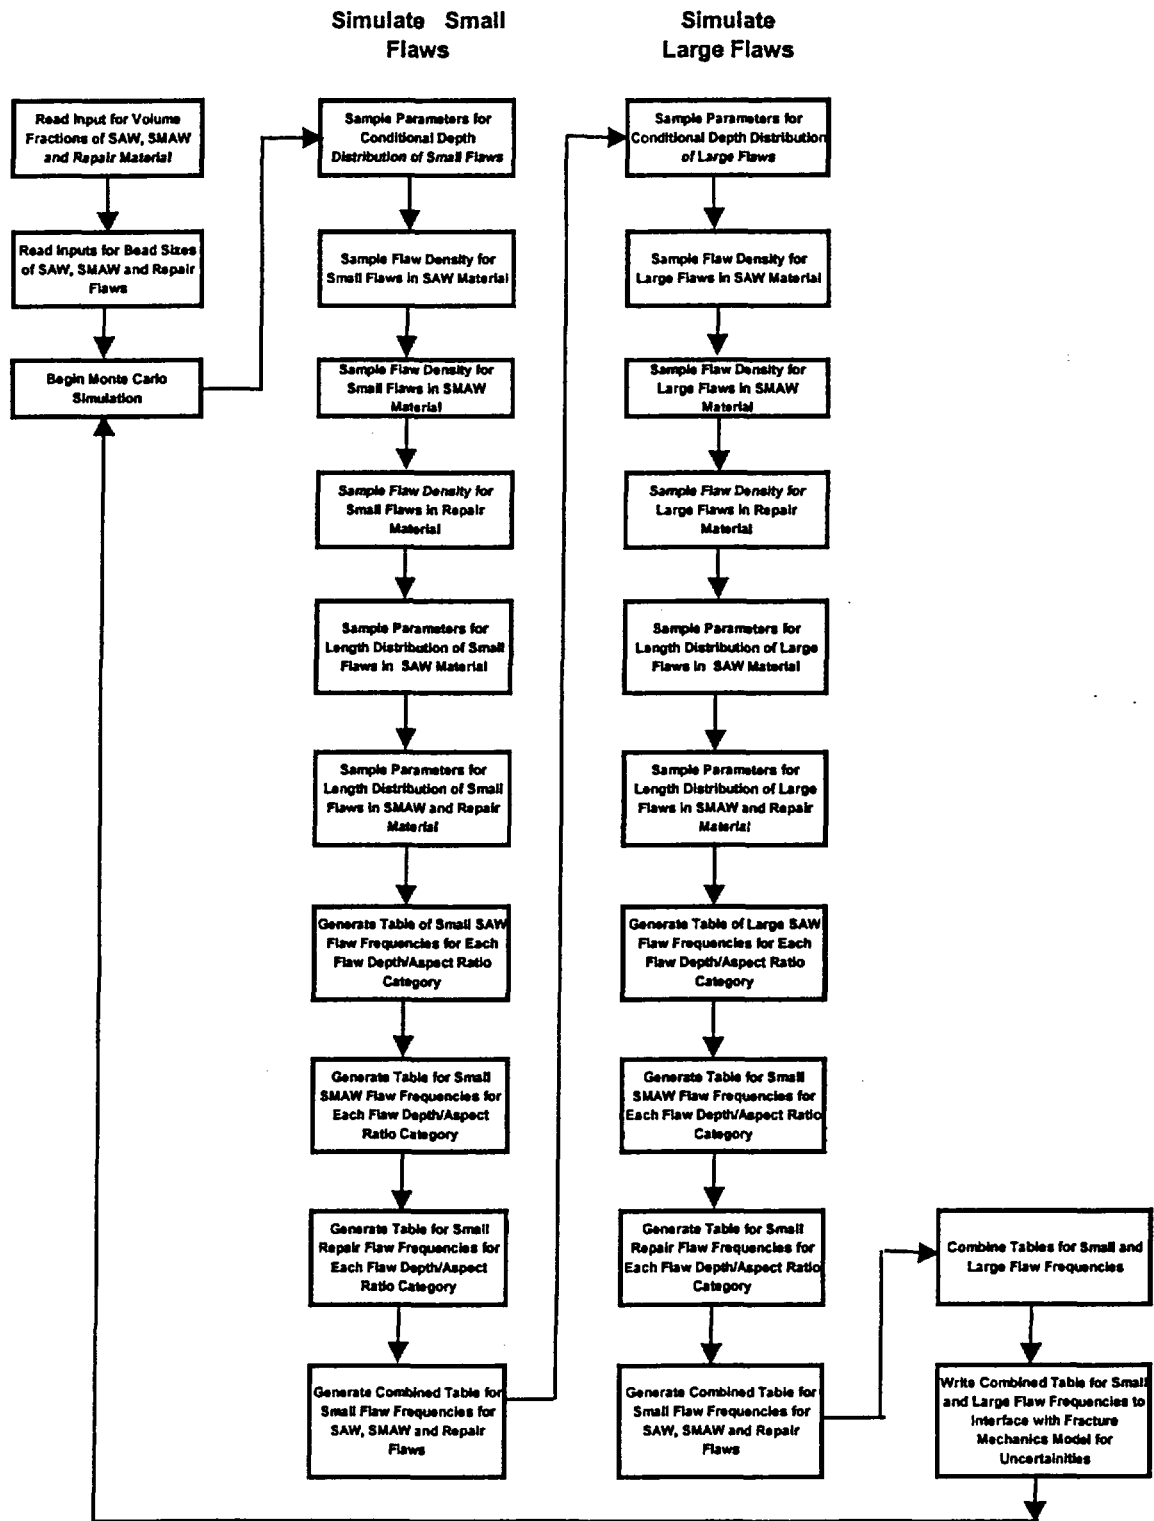 Simulate Small
Flaws
Simulate
Large Flaws
Read Input for Volume
Fractions of SAW, SMAW
and Repair Material
Read Inputs for Bead Sizes
of SAW, SMAW and Repair
Flaws
Begin Monte Carlo
Simulation
Sample Parameters for
Conditional Depth
Distribution of Small Flaws
Sample Flaw Density for
Small Flaws in SAW Material
Sample Flaw Density for
Small Flaws in SMAW
Material
Sample Flaw Density for
Small Flaws in Repair
Material
Sample Parameters for
Length Distribution of Small
Flaws in SAW Material
Sample Parameters for
Length Distribution of Small
Flaws in SMAW and Repair
Material
Generate Table of Small SAW
Flaw Frequencies for Each
Flaw Depth/Aspect Ratio
Category
Generate Table for Small
SMAW Flaw Frequencies for
Each Flaw Depth/Aspect
Ratio Category
Generate Table for Small
Repair Flaw Frequencies for
Each Flaw Depth/Aspect
Ratio Category
Generate Combined Table for
Small Flaw Frequencies for
SAW, SMAW and Repair
Flaws
Sample Parameters for
Conditional Depth Distribution
of Large Flaws
Sample Flaw Density for
Large Flaws in SAW Material
Sample Flaw Density for
Large Flaws in SMAW
Material
Sample Flaw Density for
Large Flaws in Repair
Material
Sample Parameters for
Length Distribution of Large
Flaws in SAW Material
Sample Parameters for
Length Distribution of Large
Flaws in SMAW and Repair
Material
Generate Table of Large SAW
Flaw Frequencies for Each
Flaw Depth/Aspect Ratio
Category
Generate Table for Small
SMAW Flaw Frequencies for
Each Flaw Depth/Aspect Ratio
Category
Generate Table for Small
Repair Flaw Frequencies for
Each Flaw Depth/Aspect Ratio
Category
Generate Combined Table for
Small Flaw Frequencies for
SAW, SMAW and Repair
Flaws
Combine Tables for Small and
Large Flaw Frequencies
Write Combined Table for Small
and Large Flaw Frequencies to
Interface with Fracture
Mechanics Model for
Uncertainities